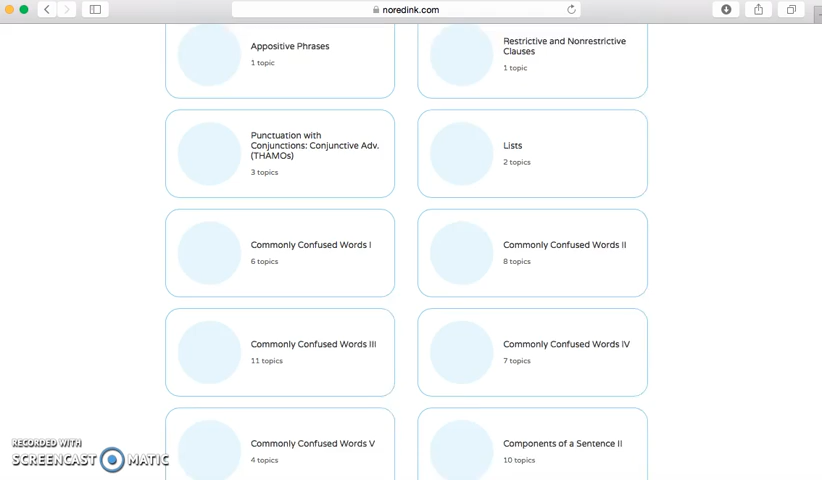 noredink.com
Appositive Phrases
1 topic
Restrictive and Nonrestrictive
Clauses
1 topic
Punctuation with
Conjunctions: Conjunctive Adv.
(THAMOs)
3 topics
Lists
2 topics
Commonly Confused Words I
6 topics
Commonly Confused Words II
8 topics
Commonly Confused Words III
11 topics
Commonly Confused Words IV
7 topics
Commonly Confused Words V
4 topics
Components of a Sentence II
10 topics
RECORDED WITH
SCREENCAST MATIC